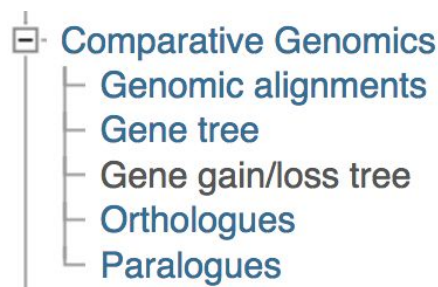 Comparative Genomics
Genomic alignments
Gene tree
Gene gain/loss tree
Orthologues
Paralogues